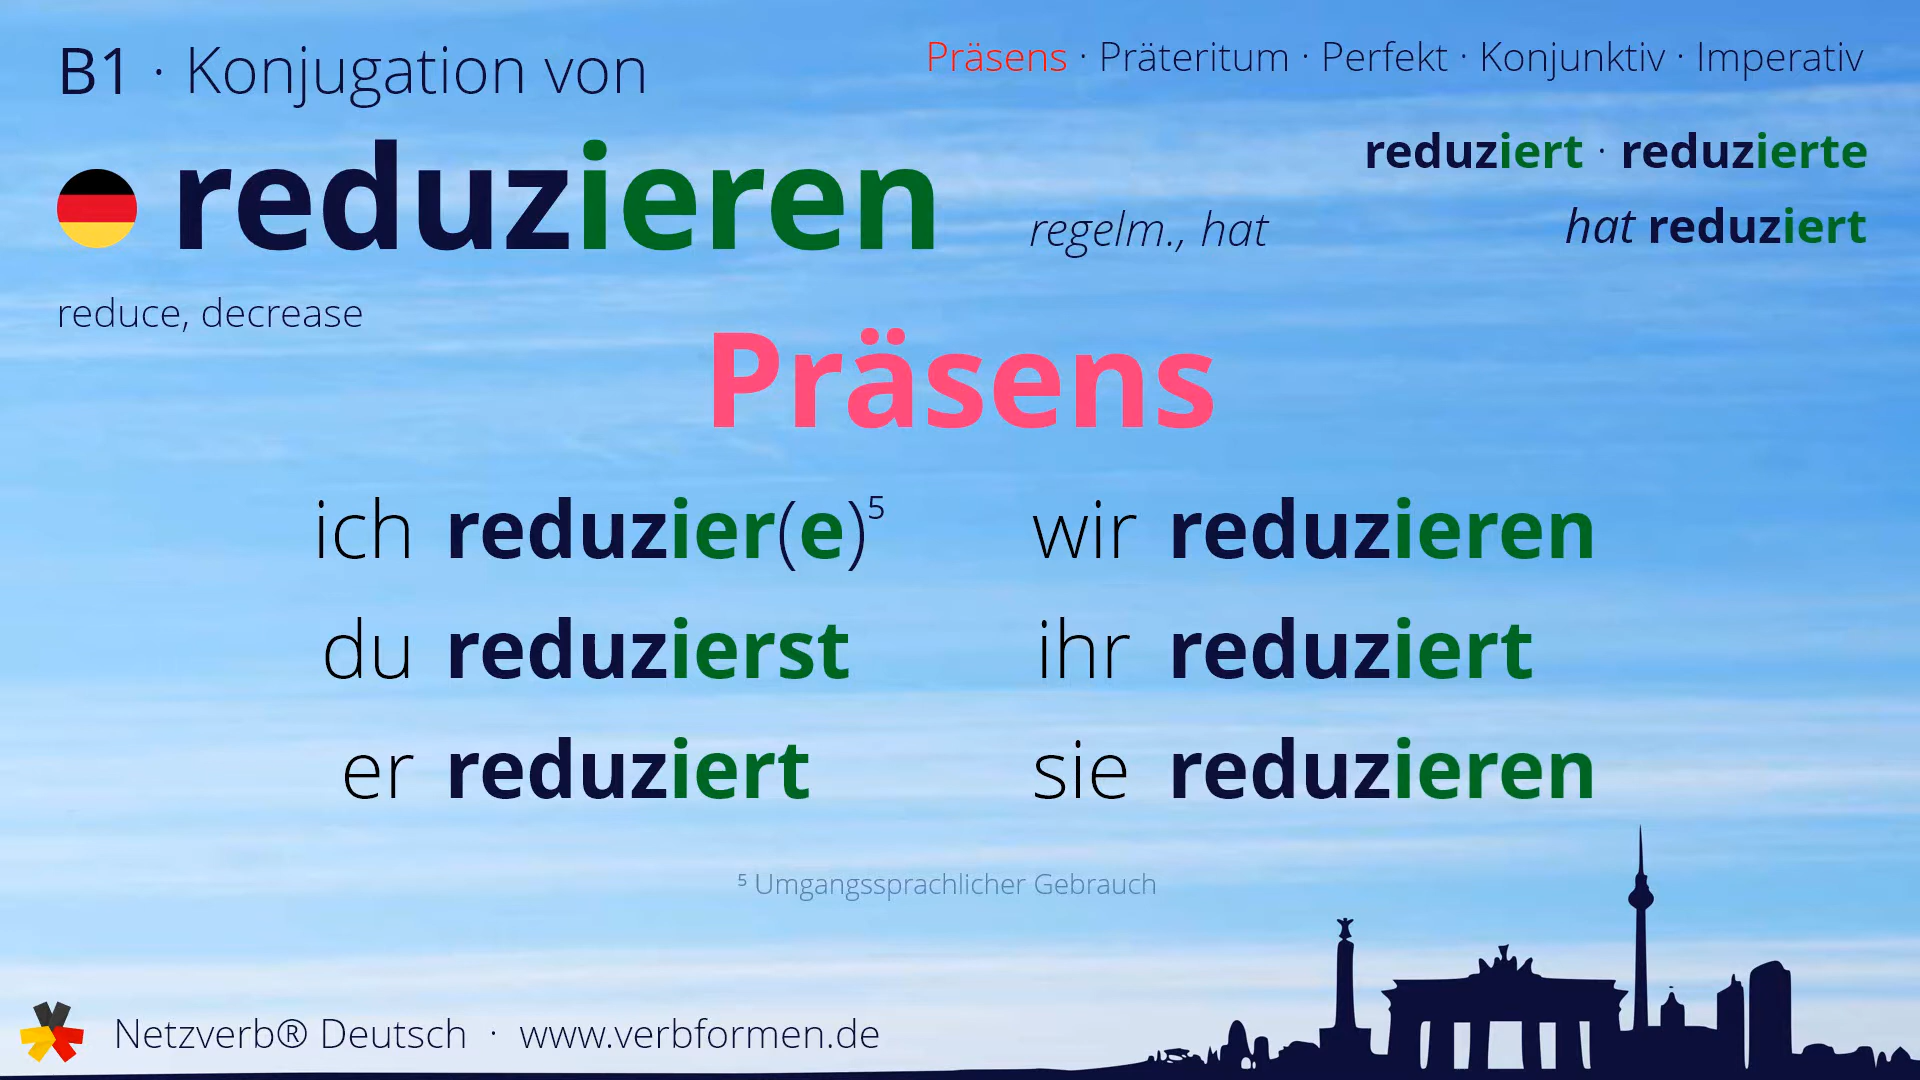 B1 · Konjugation von
Präsens · Präteritum · Perfekt · Konjunktiv · Imperativ
reduzieren
regelm., hat
reduziert · reduzierte
hat reduziert
reduce, decrease
Präsens
ich reduzier(e)⁵
du reduzierst
er reduziert
wir reduzieren
ihr reduziert
sie reduzieren
⁵ Umgangssprachlicher Gebrauch
Netzverb® Deutsch · www.verbformen.de